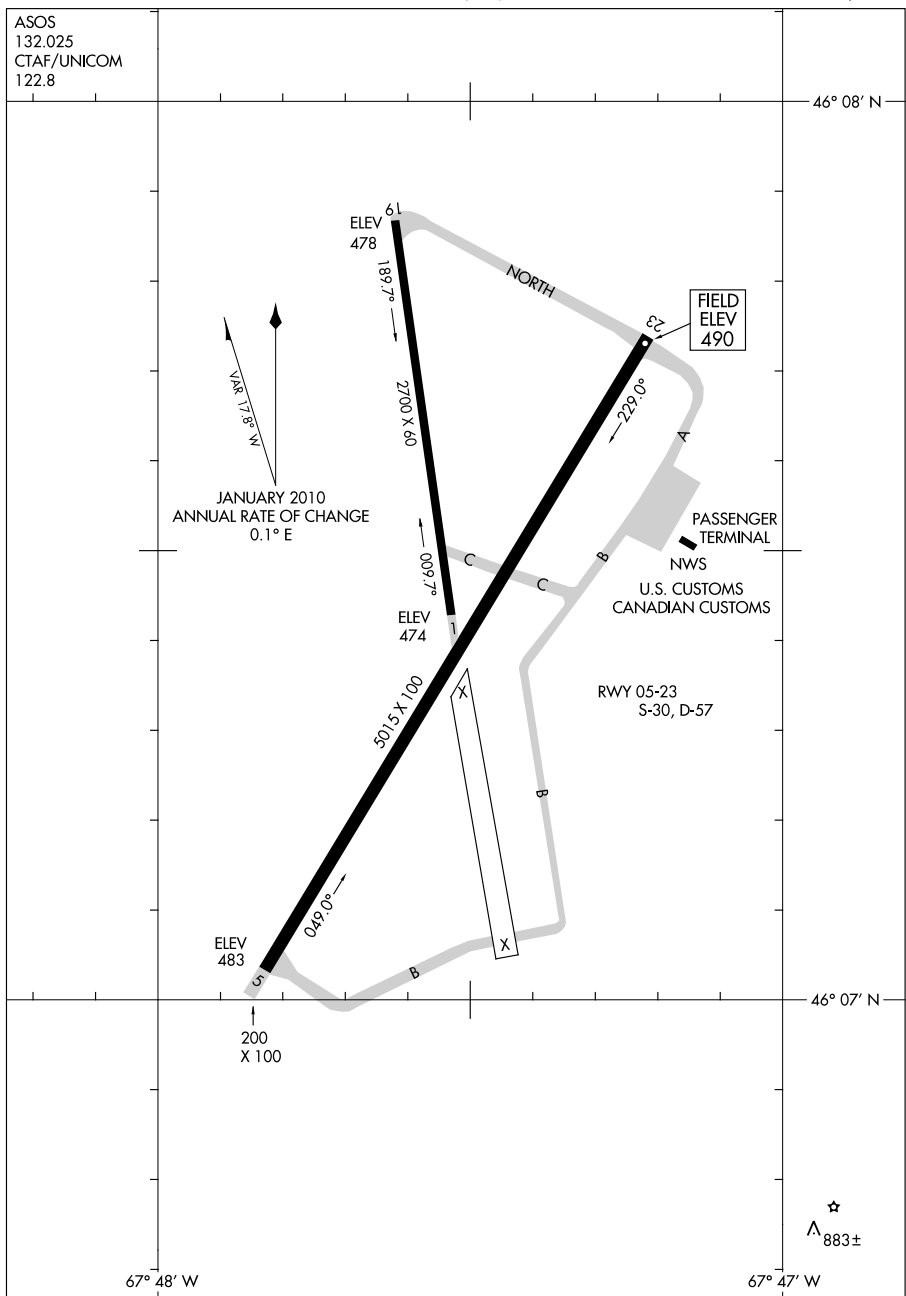 ASOS
132.025
CTAF/UNICOM
122.8
46° 08' N
19
ELEV
478
189.7°
NORTH
FIELD
ELEV
490
23
VAR 17.8° W
2700 X 60
229.0°
A
JANUARY 2010
ANNUAL RATE OF CHANGE
0.1° E
PASSENGER
TERMINAL
NWS
U.S. CUSTOMS
CANADIAN CUSTOMS
009.7°
C
C
B
ELEV
474
1
X
RWY 05-23
S-30, D-57
5015 X 100
B
049.0°
ELEV
483
X
B
5
46° 07' N
200
X 100
883±
67° 48' W
67° 47' W